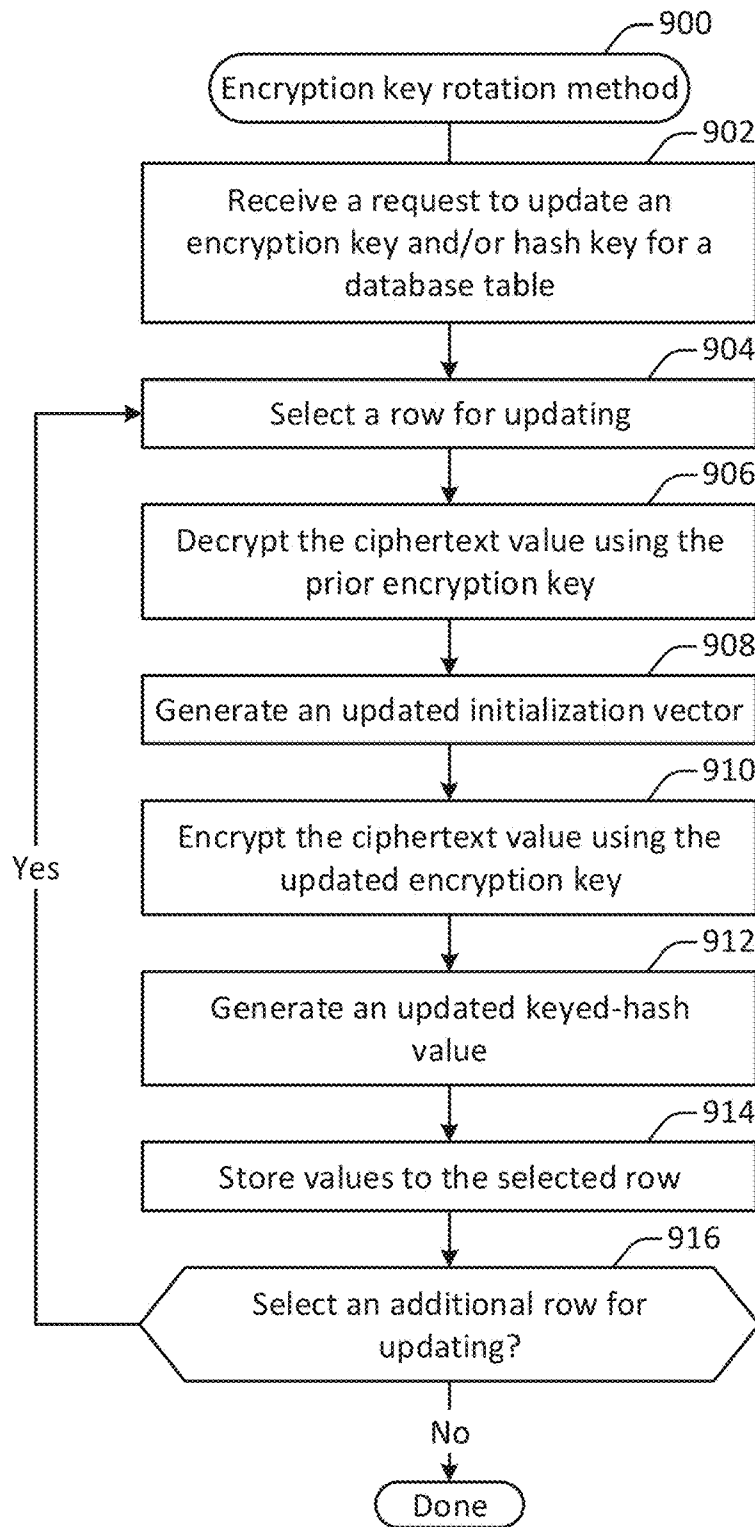 900
Encryption key rotation method
902
Receive a request to update an
encryption key and/or hash key for a
database table
904
Select a row for updating
906
Decrypt the ciphertext value using the
prior encryption key
908
Generate an updated initialization vector
910
Encrypt the ciphertext value using the
updated encryption key
Yes
912
Generate an updated keyed-hash
value
914
Store values to the selected row
916
Select an additional row for
updating?
No
Done